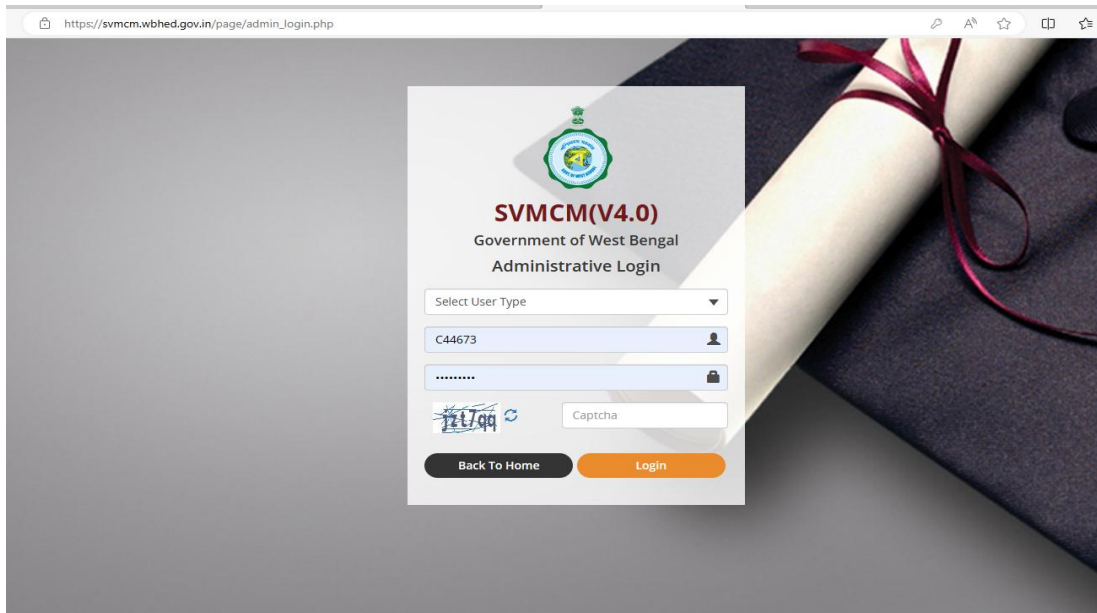 https://svmcm.wbhed.gov.in/page/admin_login.php
SVMCM(V4.0)
Government of West Bengal
Administrative Login
Select User Type
C44673
Captcha
Back To Home
Login